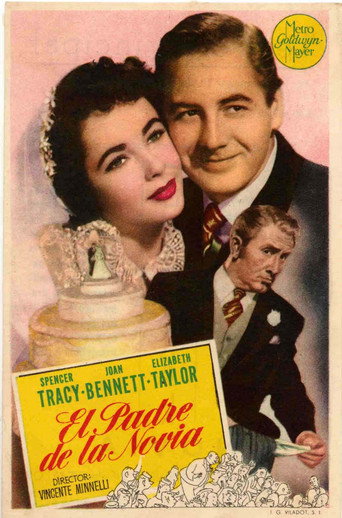 Metro
Goldwyn-
Mayer
SPENCER JOAN ELIZABETH
TRACY·BENNETT·TAYLOR
El Padre
de la Novia
DIRECTOR:
VINCENTE MINNELLI
I. G. VILADOT, S. L.